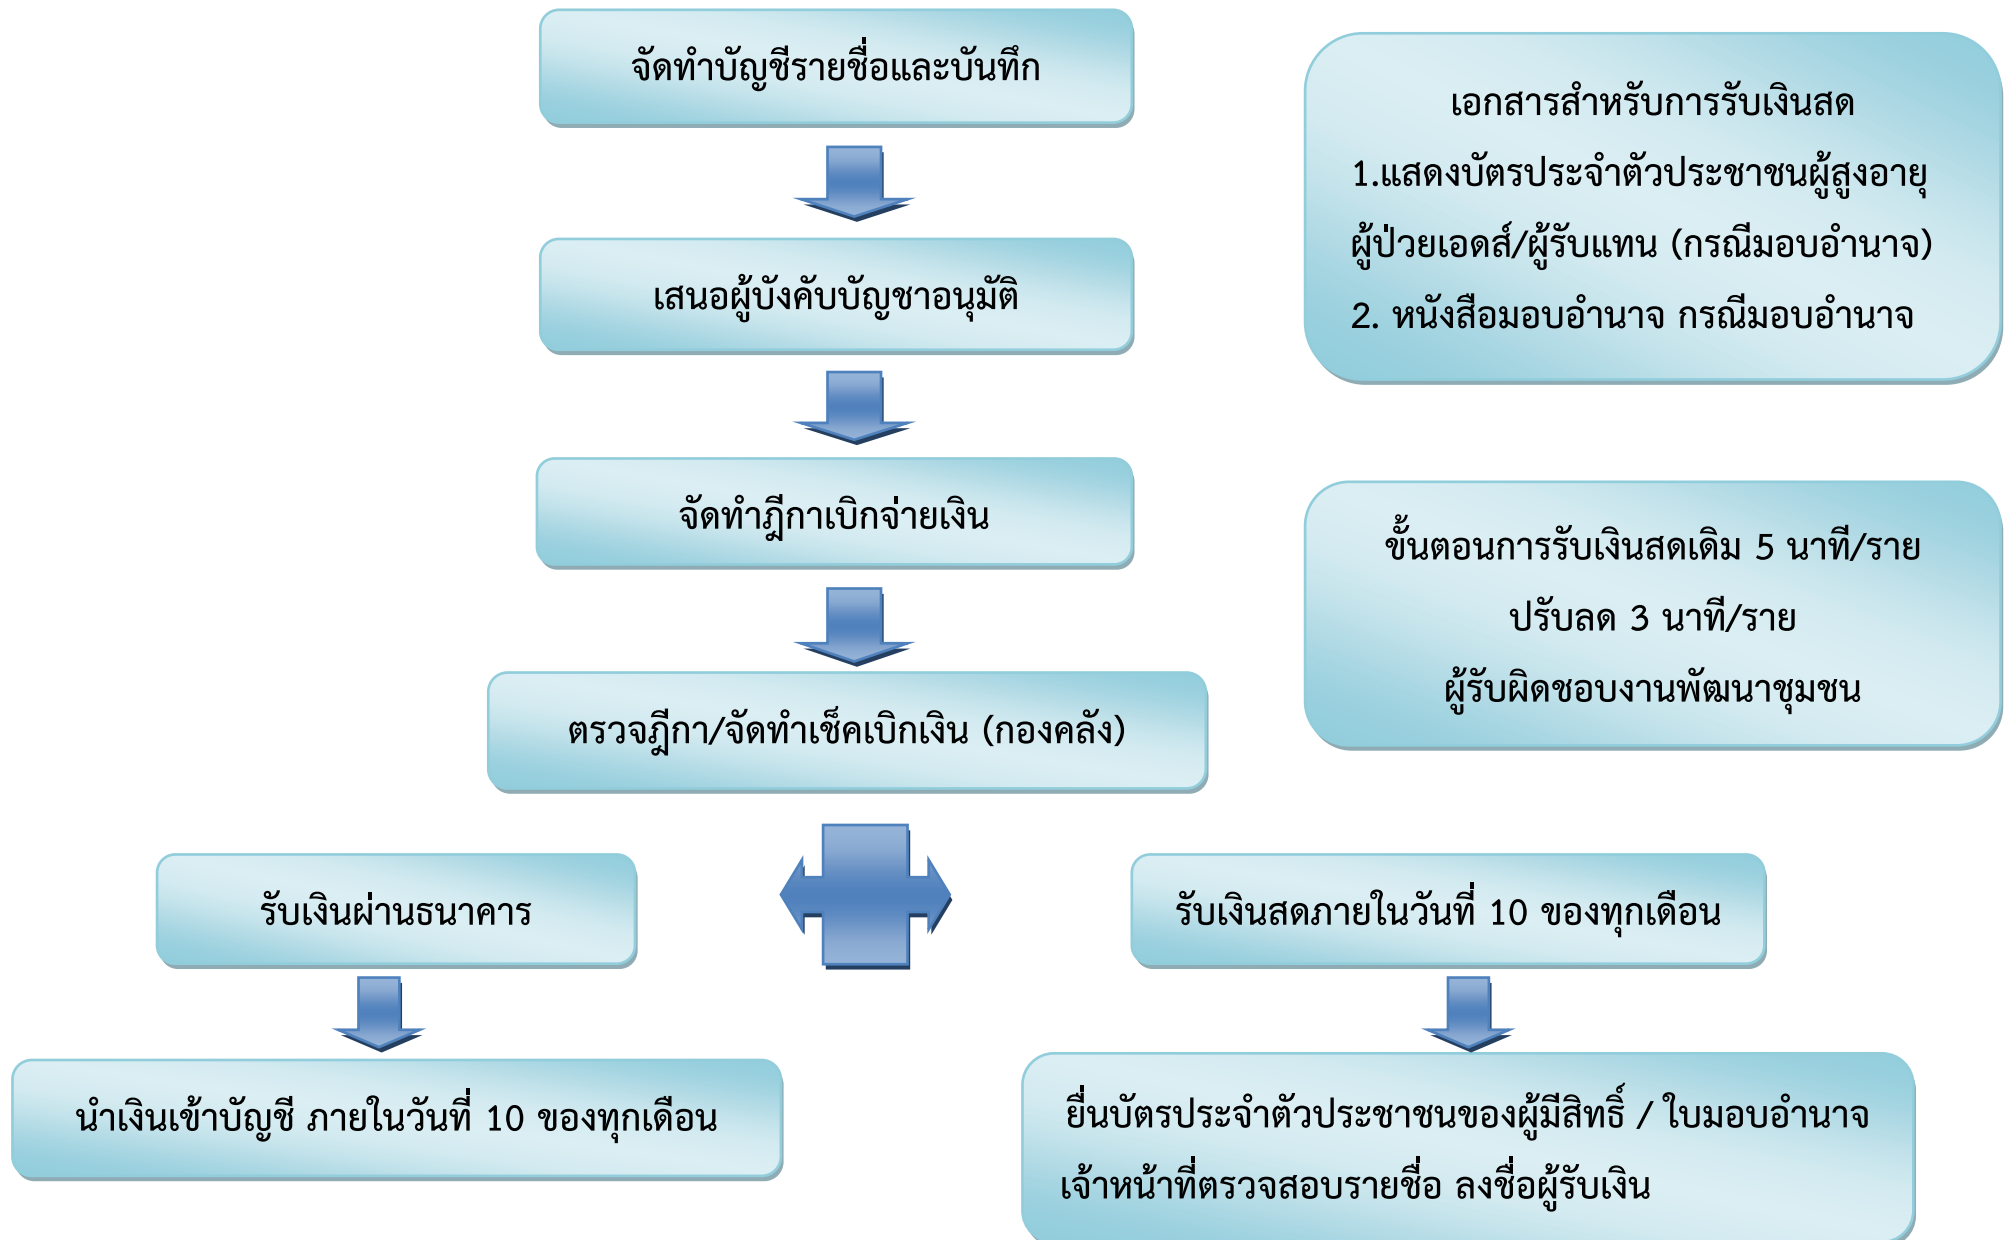 จัดทำบัญชีรายชื่อและบันทึก
เสนอผู้บังคับบัญชาอนุมัติ
จัดทำฎีกาเบิกจ่ายเงิน
ตรวจฎีกา/จัดทำเช็คเบิกเงิน (กองคลัง)
เอกสารสำหรับการรับเงินสด
1.แสดงบัตรประจำตัวประชาชนผู้สูงอายุ
ผู้ป่วยเอดส์/ผู้รับแทน (กรณีมอบอำนาจ)
2. หนังสือมอบอำนาจ กรณีมอบอำนาจ
ขั้นตอนการรับเงินสดเดิม 5 นาที/ราย
ปรับลด 3 นาที/ราย
ผู้รับผิดชอบงานพัฒนาชุมชน
รับเงินผ่านธนาคาร
นำเงินเข้าบัญชี ภายในวันที่ 10 ของทุกเดือน
รับเงินสดภายในวันที่ 10 ของทุกเดือน
ยื่นบัตรประจำตัวประชาชนของผู้มีสิทธิ์ / ใบมอบอำนาจ
เจ้าหน้าที่ตรวจสอบรายชื่อ ลงชื่อผู้รับเงิน